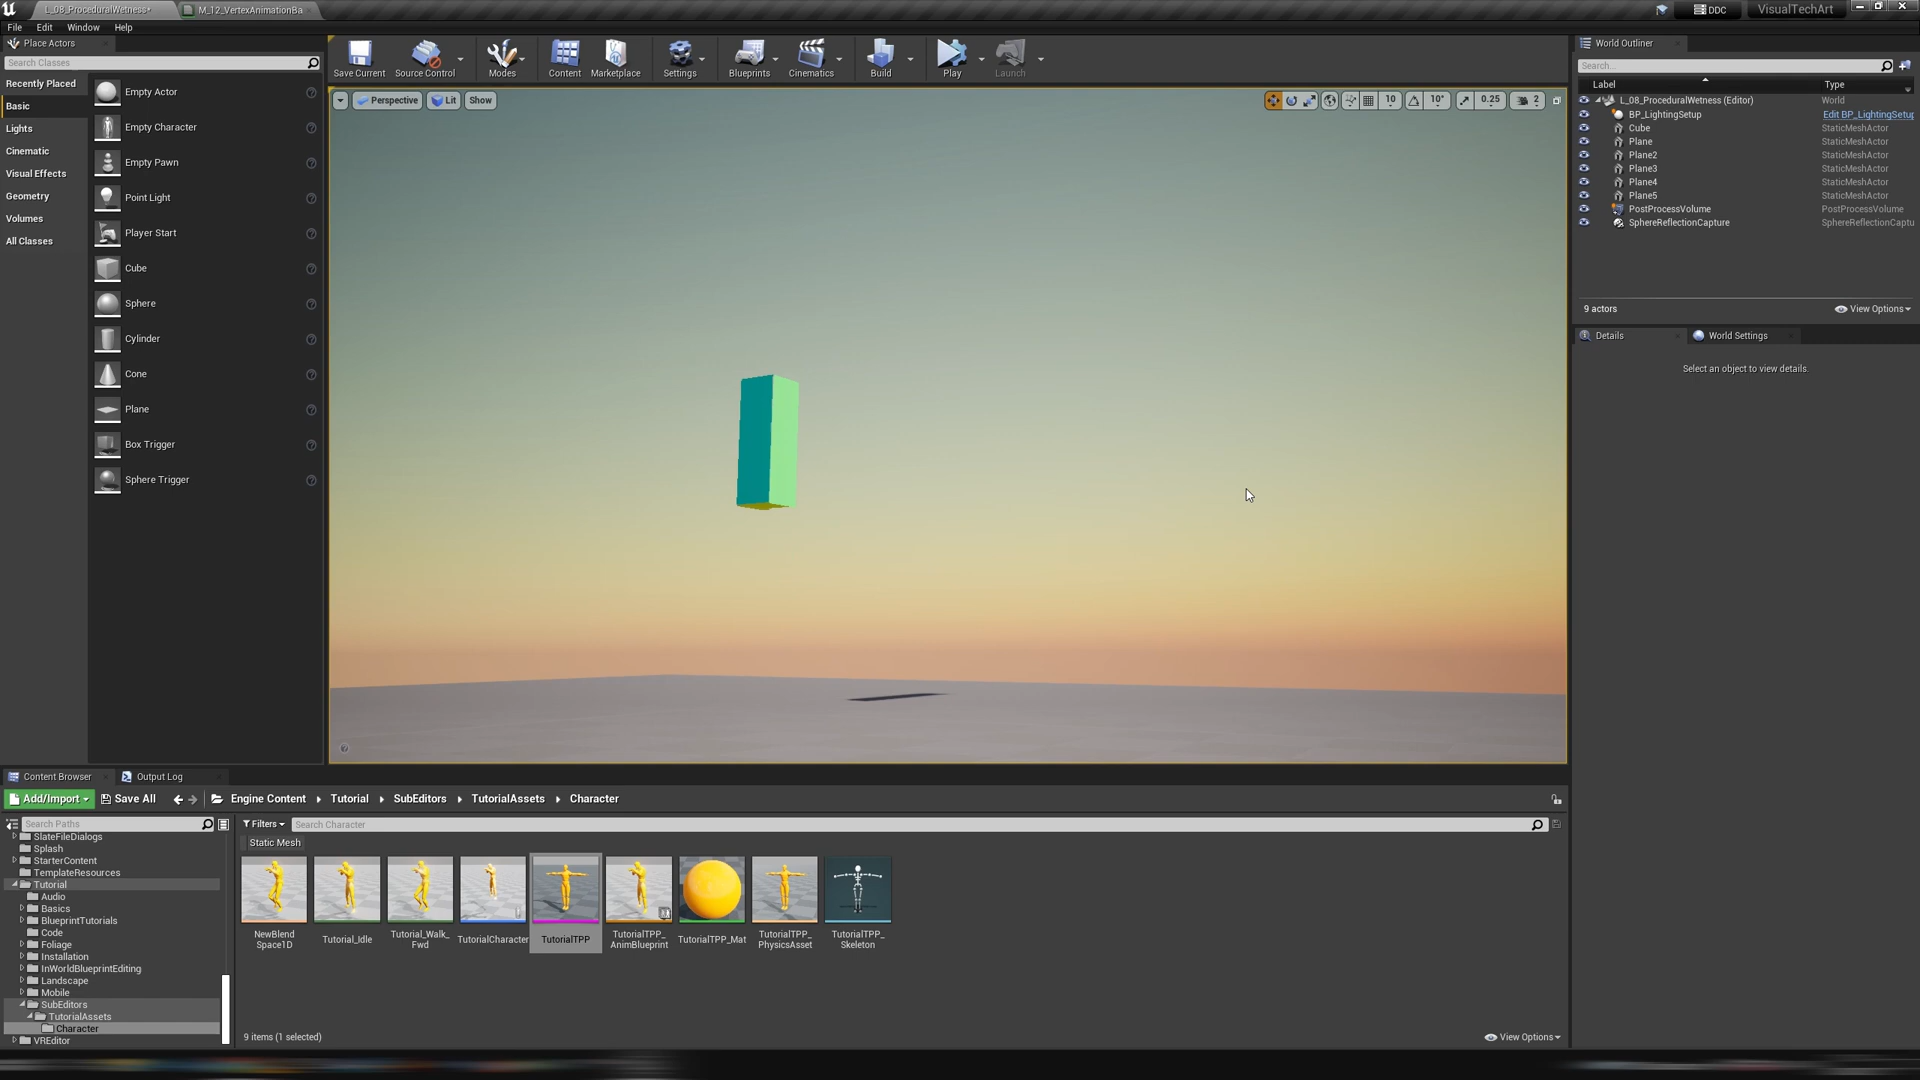 L_08_ProceduralWetness*
M_12_VertexAnimationBa
DDC
VisualTechArt
File
Edit
Window
Help
Place Actors
Search Classes
Recently Placed
Basic
Lights
Cinematic
Visual Effects
Geometry
Volumes
All Classes
Empty Actor
Empty Character
Empty Pawn
Point Light
Player Start
Cube
Sphere
Cylinder
Cone
Plane
Box Trigger
Sphere Trigger
Save Current
Source Control
Modes
Content
Marketplace
Settings
Blueprints
Cinematics
Build
Play
Launch
Perspective
Lit
Show
10
10°
0.25
2
World Outliner
Search...
Label
Type
L_08_ProceduralWetness (Editor)
World
BP_LightingSetup
Edit BP_LightingSetup
Cube
StaticMeshActor
Plane
StaticMeshActor
Plane2
StaticMeshActor
Plane3
StaticMeshActor
Plane4
StaticMeshActor
Plane5
StaticMeshActor
PostProcessVolume
PostProcessVolume
SphereReflectionCapture
SphereReflectionCaptu
9 actors
View Options
Details
World Settings
Select an object to view details.
Content Browser
Output Log
Add/Import
Save All
Engine Content
Tutorial
SubEditors
TutorialAssets
Character
Search Paths
SlateFileDialogs
Splash
StarterContent
TemplateResources
Tutorial
Audio
Basics
BlueprintTutorials
Code
Foliage
Installation
InWorldBlueprintEditing
Landscape
Mobile
SubEditors
TutorialAssets
Character
VREditor
Filters
Search Character
Static Mesh
NewBlend
Space1D
Tutorial_Idle
Tutorial_Walk_
Fwd
TutorialCharacter
TutorialTPP
TutorialTPP_
AnimBlueprint
TutorialTPP_Mat
TutorialTPP_
PhysicsAsset
TutorialTPP_
Skeleton
9 items (1 selected)
View Options